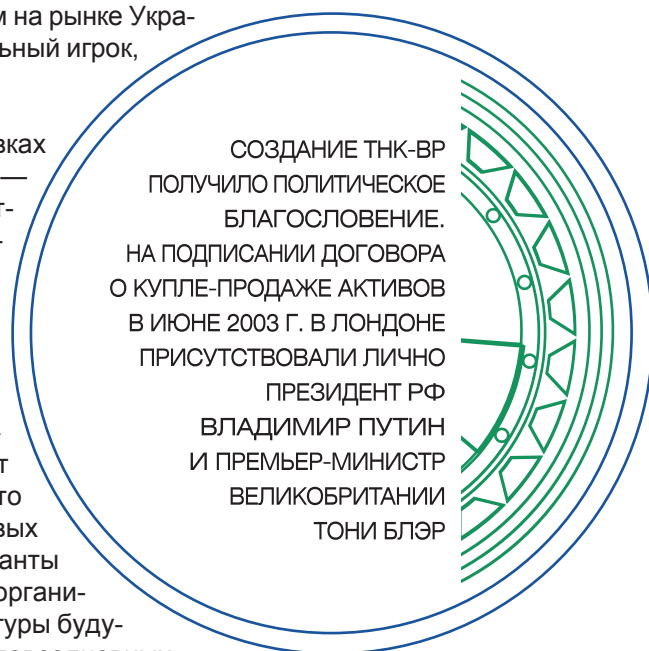 м на рынке Укра-
ьный игрок,
вках
—
т-
СОЗДАНИЕ ТНК-ВР
ПОЛУЧИЛО ПОЛИТИЧЕСКОЕ
БЛАГОСЛОВЕНИЕ.
НА ПОДПИСАНИИ ДОГОВОРА
О КУПЛЕ-ПРОДАЖЕ АКТИВОВ
В ИЮНЕ 2003 Г. В ЛОНДОНЕ
ПРИСУТСТВОВАЛИ ЛИЧНО
ПРЕЗИДЕНТ РФ
ВЛАДИМИР ПУТИН
И ПРЕМЬЕР-МИНИСТР
ВЕЛИКОБРИТАНИИ
ТОНИ БЛЭР
т
то
вых
анты
органи-
туры буду-